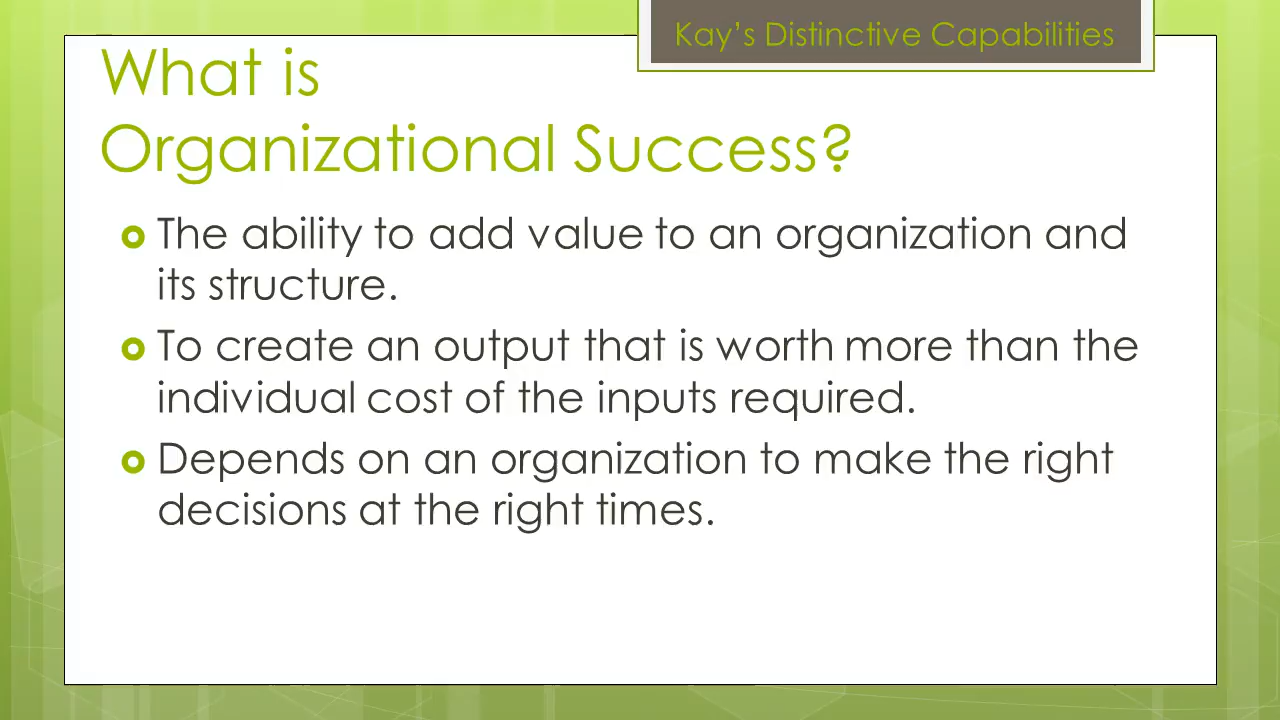 Kay's Distinctive Capabilities
What is
Organizational Success?
The ability to add value to an organization and
its structure.
To create an output that is worth more than the
individual cost of the inputs required.
Depends on an organization to make the right
decisions at the right times.